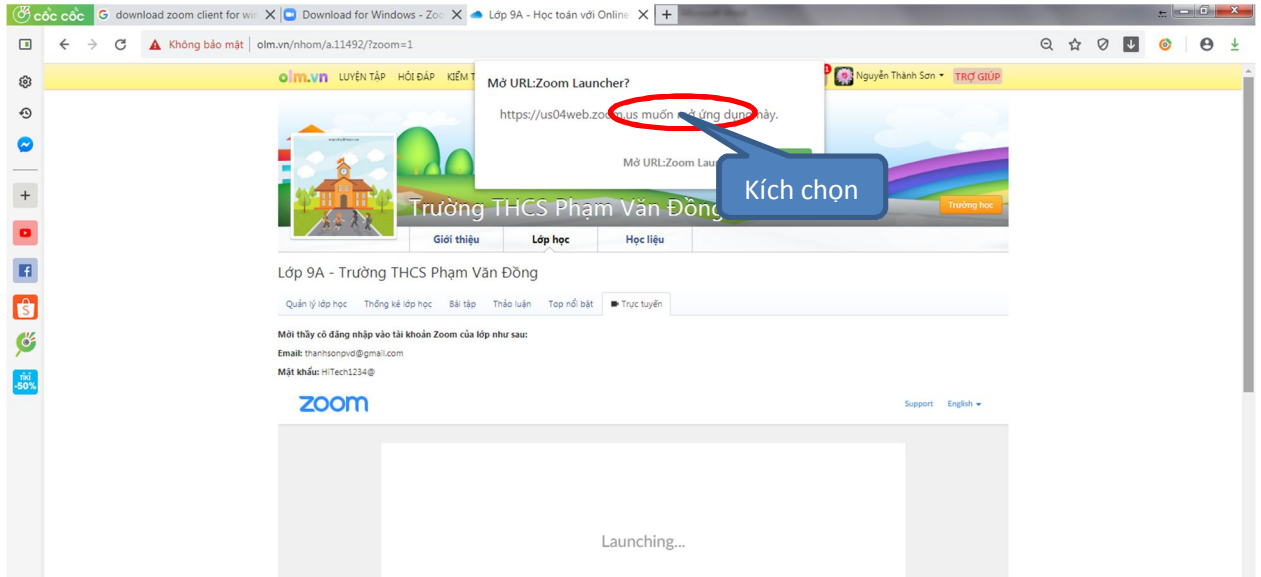 cốc cốc
download zoom client for win
Download for Windows - Zoo
Lớp 9A - Học toán với Online
Không bảo mật
olm.vn/nhom/a.11492/?zoom=1
olm.vn LUYỆN TẬP HỎI ĐÁP KIỂM T
Nguyễn Thành Sơn
TRỢ GIÚP
Mở URL:Zoom Launcher?
https://us04web.zoom.us muốn mở ứng dụng này.
Mở URL:Zoom Lau
Kích chọn
Trường THCS Phạm Văn Đồng
Trường học
Giới thiệu
Lớp học
Học liệu
Lớp 9A - Trường THCS Phạm Văn Đồng
Quản lý lớp học
Thống kê lớp học
Bài tập
Thảo luận
Top nổi bật
Trực tuyến
Mời thầy cô đăng nhập vào tài khoản Zoom của lớp như sau:
Email: thanhsonpvd@gmail.com
Mật khẩu: HiTech1234@
TIKI
-50%
zoom
Support
English
Launching...